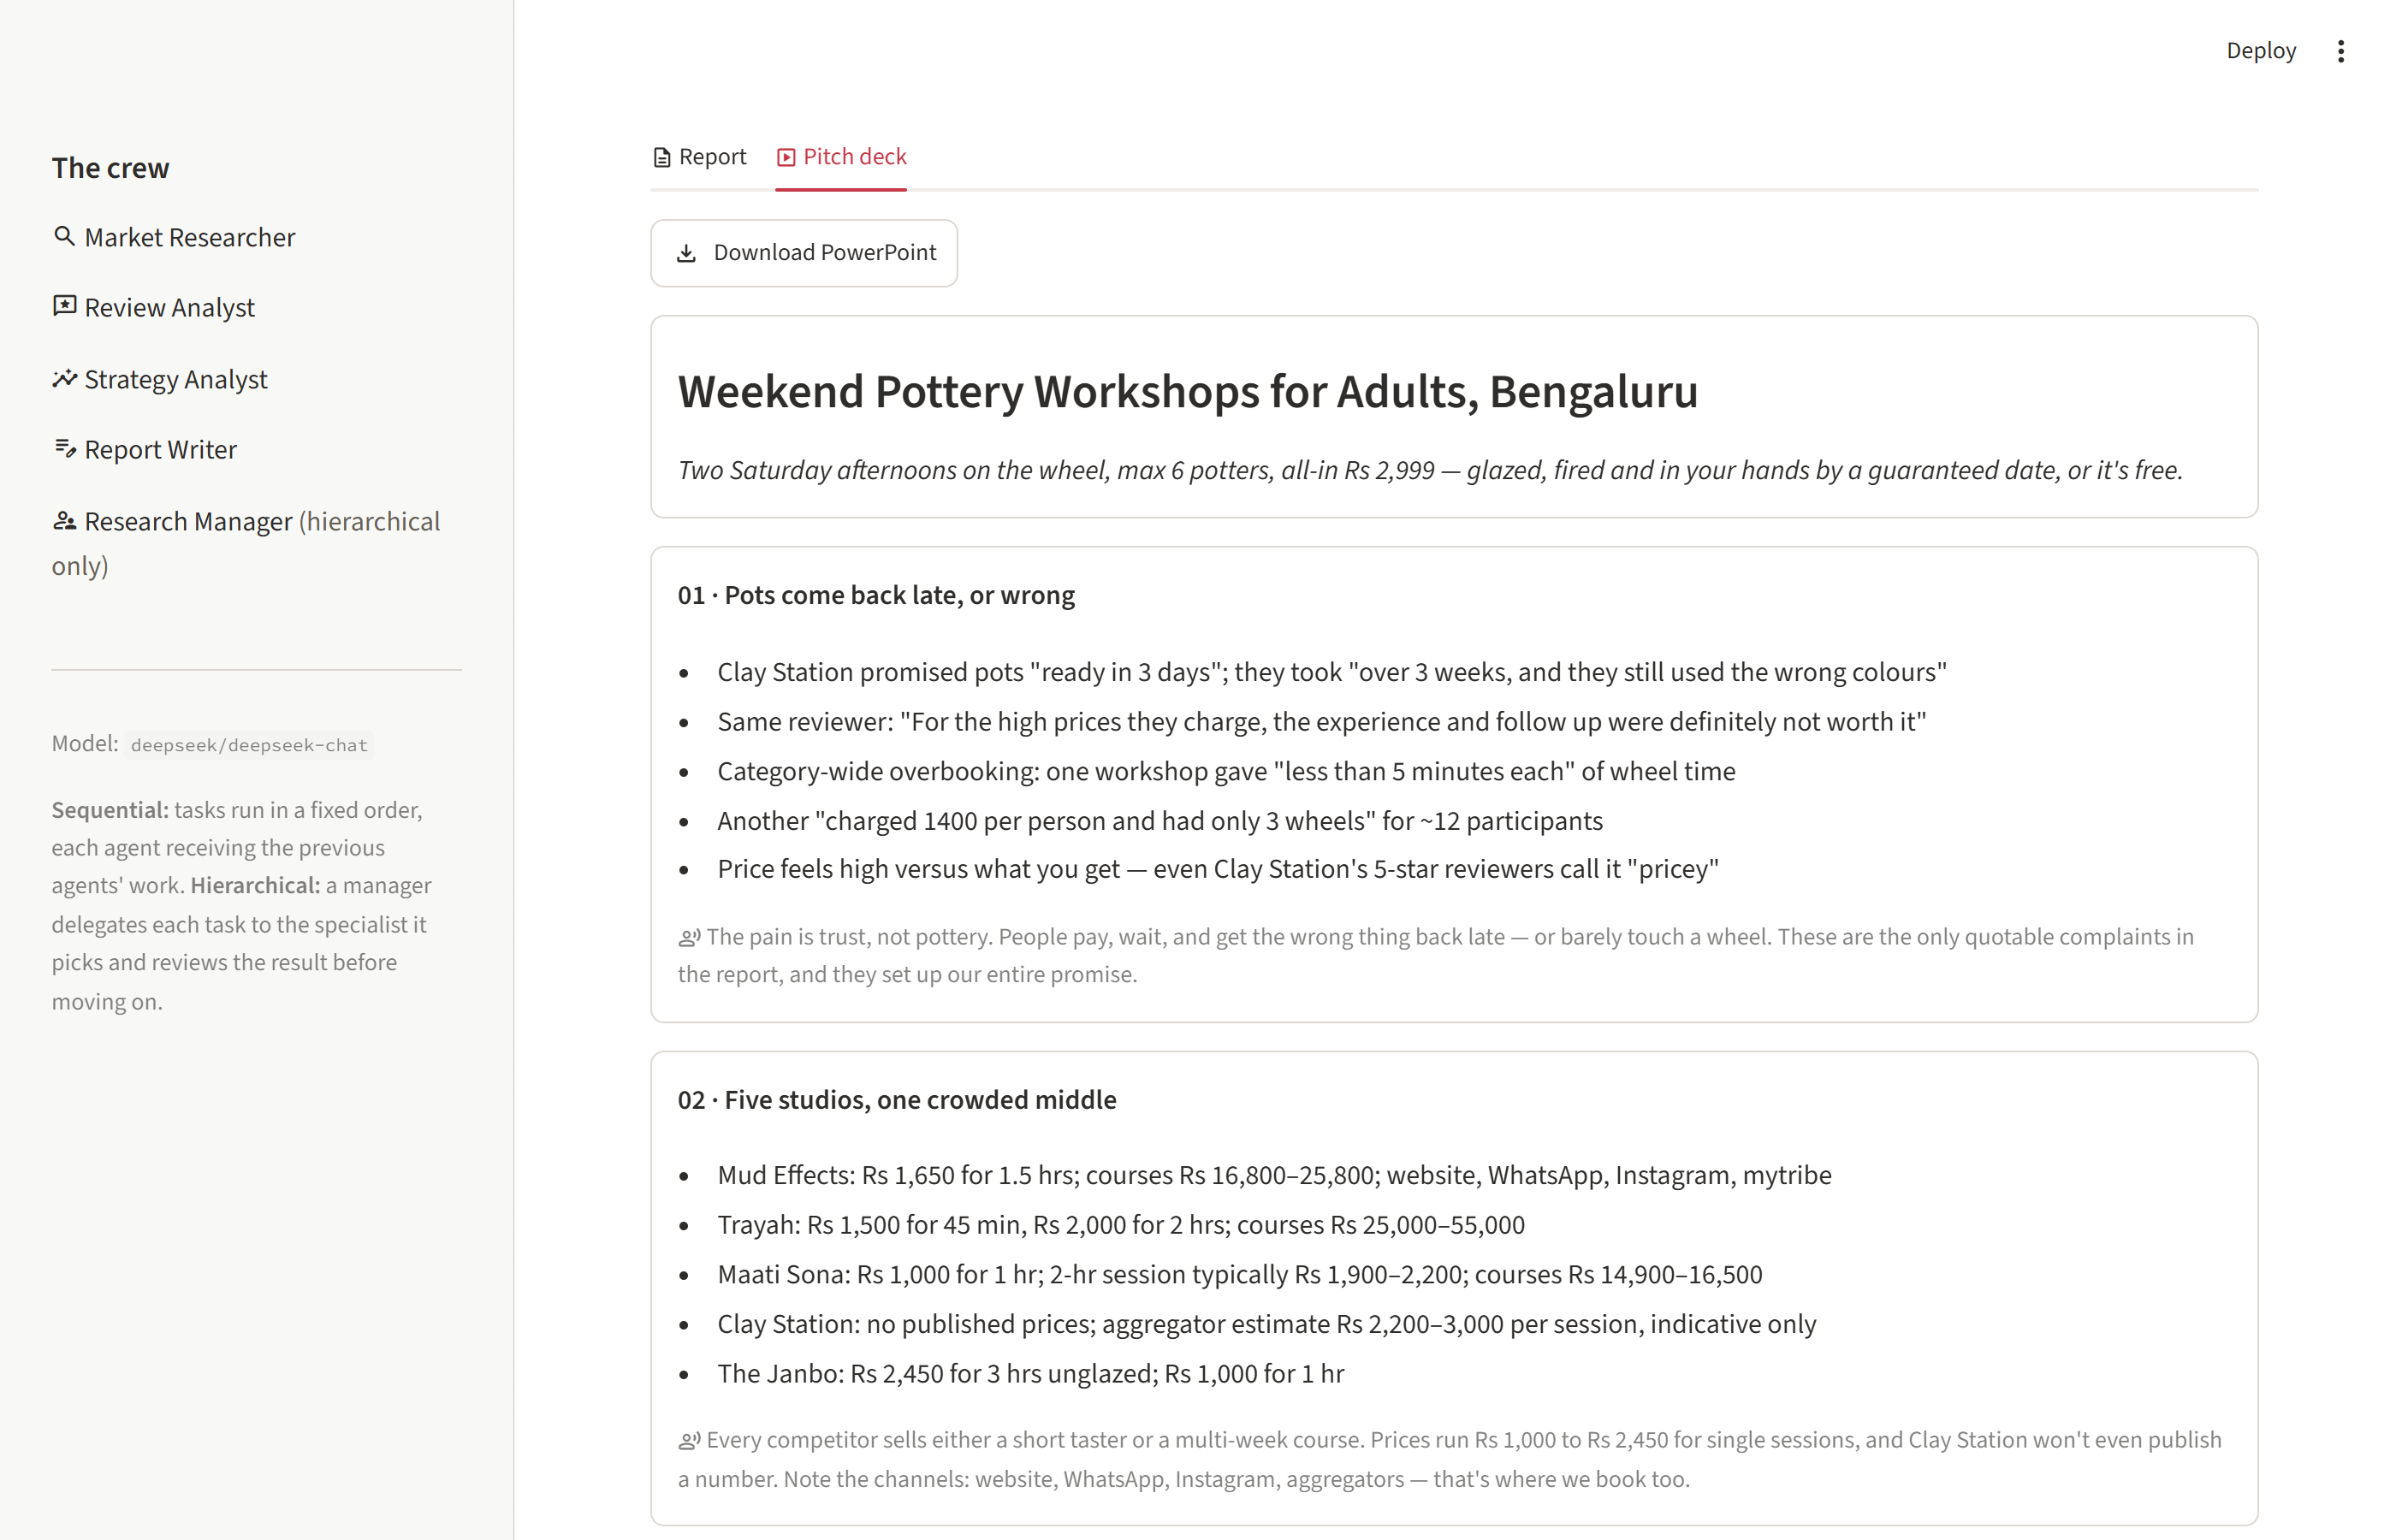 Deploy
The crew
Market Researcher
Review Analyst
Strategy Analyst
Report Writer
Research Manager (hierarchical
only)
Model: deepseek/deepseek-chat
Sequential: tasks run in a fixed order,
each agent receiving the previous
agents' work. Hierarchical: a manager
delegates each task to the specialist it
picks and reviews the result before
moving on.
Report
Pitch deck
Download PowerPoint
Weekend Pottery Workshops for Adults, Bengaluru
Two Saturday afternoons on the wheel, max 6 potters, all-in Rs 2,999 — glazed, fired and in your hands by a guaranteed date, or it's free.
01 · Pots come back late, or wrong
• Clay Station promised pots "ready in 3 days"; they took "over 3 weeks, and they still used the wrong colours"
• Same reviewer: "For the high prices they charge, the experience and follow up were definitely not worth it"
• Category-wide overbooking: one workshop gave "less than 5 minutes each" of wheel time
• Another "charged 1400 per person and had only 3 wheels" for ~12 participants
• Price feels high versus what you get — even Clay Station's 5-star reviewers call it "pricey"
The pain is trust, not pottery. People pay, wait, and get the wrong thing back late — or barely touch a wheel. These are the only quotable complaints in
the report, and they set up our entire promise.
02 · Five studios, one crowded middle
• Mud Effects: Rs 1,650 for 1.5 hrs; courses Rs 16,800–25,800; website, WhatsApp, Instagram, mytribe
• Trayah: Rs 1,500 for 45 min, Rs 2,000 for 2 hrs; courses Rs 25,000–55,000
• Maati Sona: Rs 1,000 for 1 hr; 2-hr session typically Rs 1,900–2,200; courses Rs 14,900–16,500
• Clay Station: no published prices; aggregator estimate Rs 2,200–3,000 per session, indicative only
• The Janbo: Rs 2,450 for 3 hrs unglazed; Rs 1,000 for 1 hr
Every competitor sells either a short taster or a multi-week course. Prices run Rs 1,000 to Rs 2,450 for single sessions, and Clay Station won't even publish
a number. Note the channels: website, WhatsApp, Instagram, aggregators — that's where we book too.